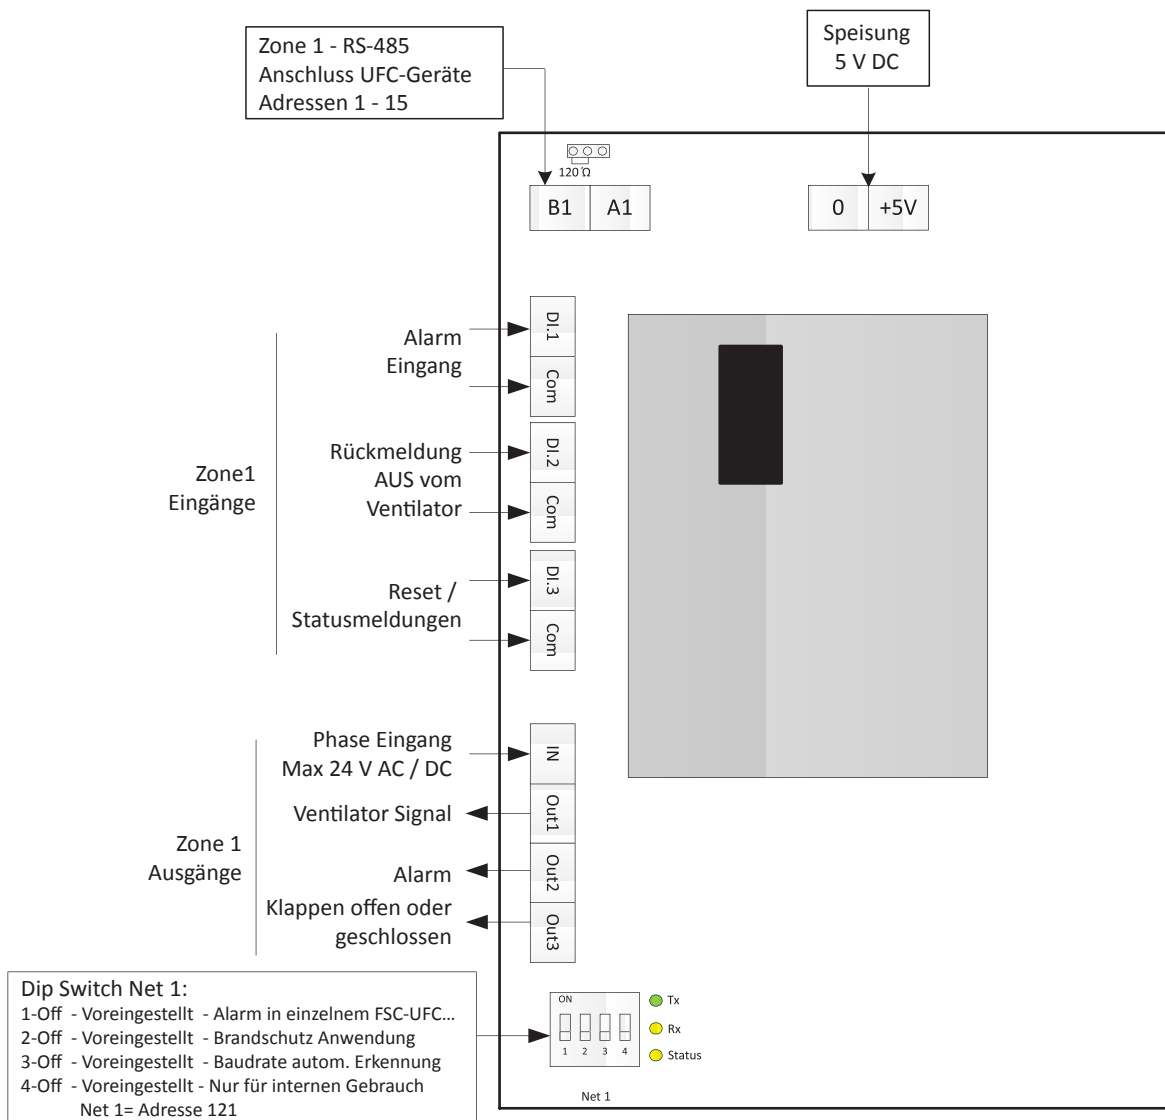 Zone 1 - RS-485
Anschluss UFC-Geräte
Adressen 1 - 15
Speisung
5 V DC
120 Ω
B1
A1
0
+5V
Zone1
Eingänge
Alarm
Eingang
DI.1
Com
Rückmeldung
AUS vom
Ventilator
DI.2
Com
Reset /
Statusmeldungen
DI.3
Com
Zone 1
Ausgänge
Phase Eingang
Max 24 V AC / DC
IN
Ventilator Signal
Out1
Alarm
Out2
Klappen offen oder
geschlossen
Out3
Dip Switch Net 1:
1-Off - Voreingestellt - Alarm in einzelnem FSC-UFC...
2-Off - Voreingestellt - Brandschutz Anwendung
3-Off - Voreingestellt - Baudrate autom. Erkennung
4-Off - Voreingestellt - Nur für internen Gebrauch
Net 1= Adresse 121
ON
1 2 3 4
Tx
Rx
Status
Net 1